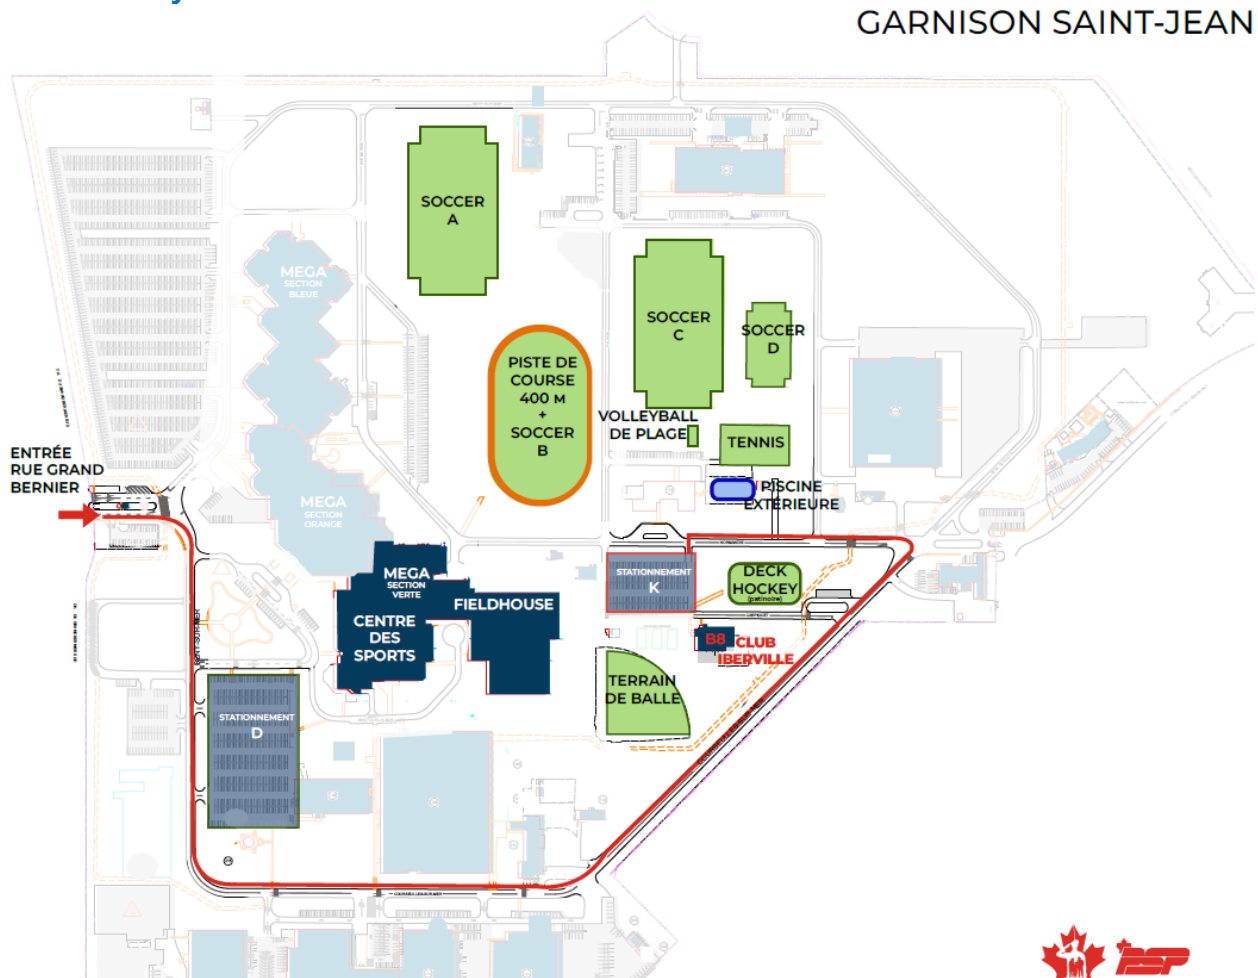 GARNISON SAINT-JEAN
SOCCER
A
MEGA
SECTION
BLEUE
SOCCER
C
SOCCER
D
PISTE DE
COURSE
400 M
+
SOCCER
B
VOLLEYBALL
DE PLAGE
TENNIS
ENTRÉE
RUE GRAND
BERNIER
PISCINE
EXTÉRIEURE
MEGA
SECTION
ORANGE
MEGA
SECTION
VERTE
CENTRE
DES
SPORTS
FIELDHOUSE
STATIONNEMENT
K
DECK
HOCKEY
(patinoire)
B8
CLUB
IBERVILLE
TERRAIN
DE BALLE
STATIONNEMENT
D
PSP